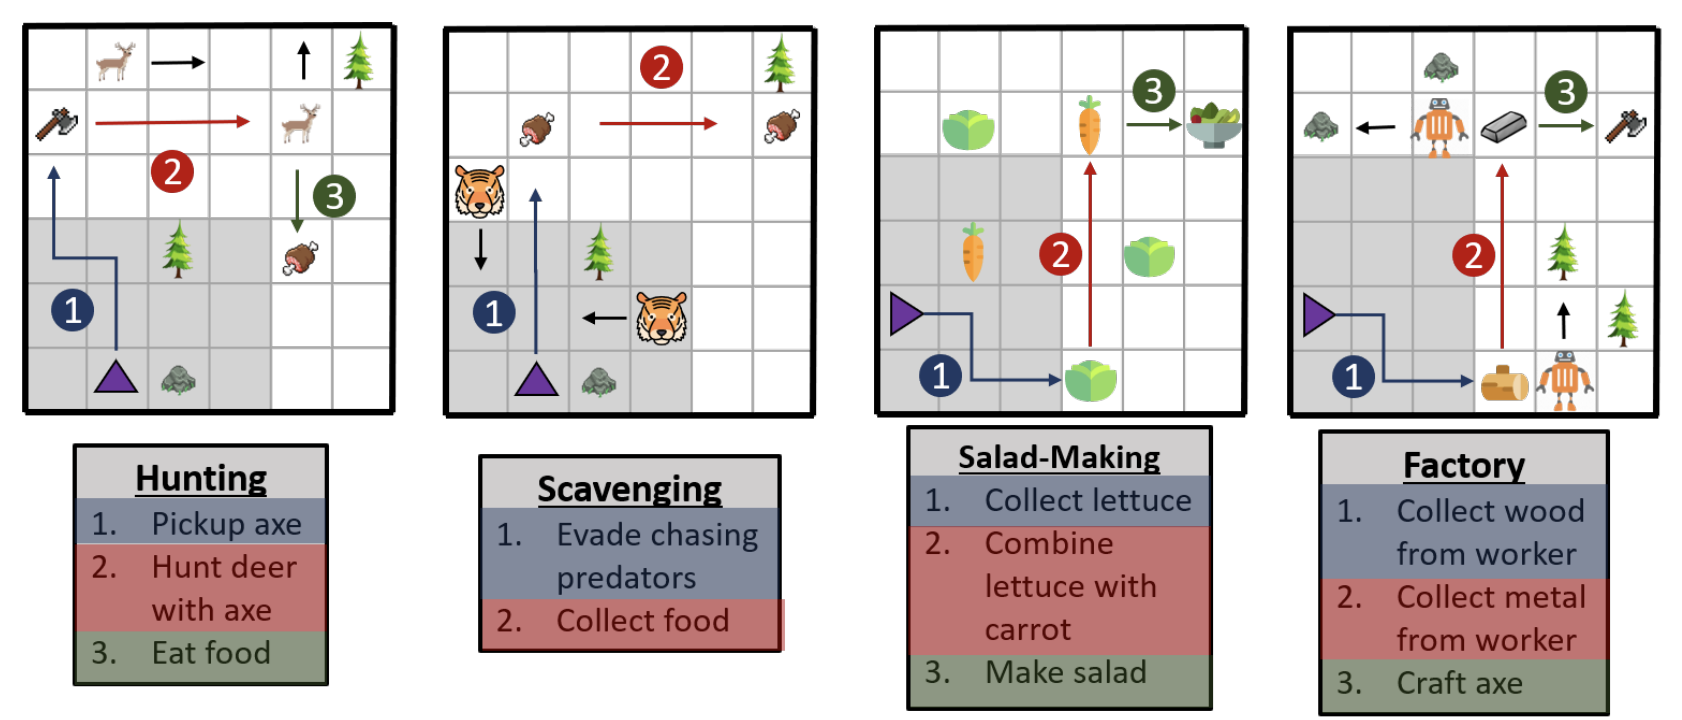 2
3
1
2
1
3
2
1
3
2
1
Hunting
1. Pickup axe
2. Hunt deer
with axe
3. Eat food
Scavenging
1. Evade chasing
predators
2. Collect food
Salad-Making
1. Collect lettuce
2. Combine
lettuce with
carrot
3. Make salad
Factory
1. Collect wood
from worker
2. Collect metal
from worker
3. Craft axe